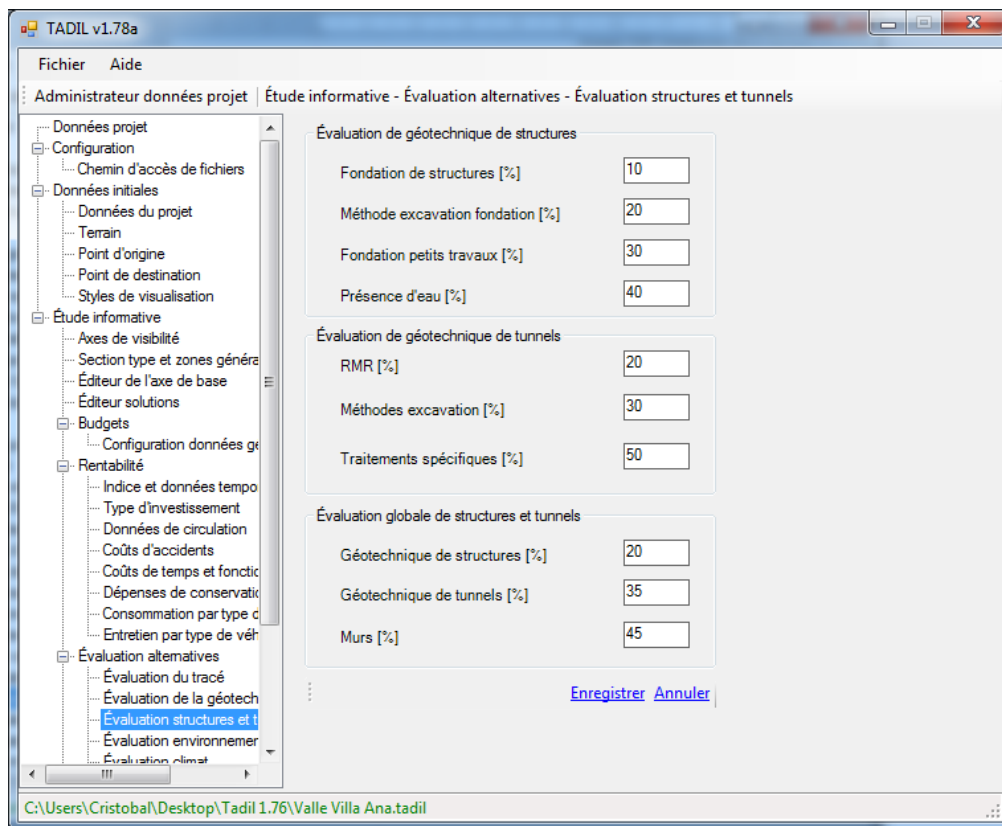 TADIL v1.78a
Fichier Aide
Administrateur données projet Étude informative - Évaluation alternatives - Évaluation structures et tunnels
Données projet
Configuration
Chemin d'accès de fichiers
Données initiales
Données du projet
Terrain
Point d'origine
Point de destination
Styles de visualisation
Étude informative
Axes de visibilité
Section type et zones généra
Éditeur de l'axe de base
Éditeur solutions
Budgets
Configuration données ge
Rentabilité
Indice et données tempo
Type d'investissement
Données de circulation
Coûts d'accidents
Coûts de temps et fonctio
Dépenses de conservatio
Consommation par type d
Entretien par type de véh
Évaluation alternatives
Évaluation du tracé
Évaluation de la géotech
Évaluation structures et t
Évaluation environnemer
Évaluation climat
Évaluation de géotechnique de structures
Fondation de structures [%] 10
Méthode excavation fondation [%] 20
Fondation petits travaux [%] 30
Présence d'eau [%] 40
Évaluation de géotechnique de tunnels
RMR [%] 20
Méthodes excavation [%] 30
Traitements spécifiques [%] 50
Évaluation globale de structures et tunnels
Géotechnique de structures [%] 20
Géotechnique de tunnels [%] 35
Murs [%] 45
Enregistrer Annuler
C:\Users\Cristobal\Desktop\Tadil 1.76\Valle Villa Ana.tadil